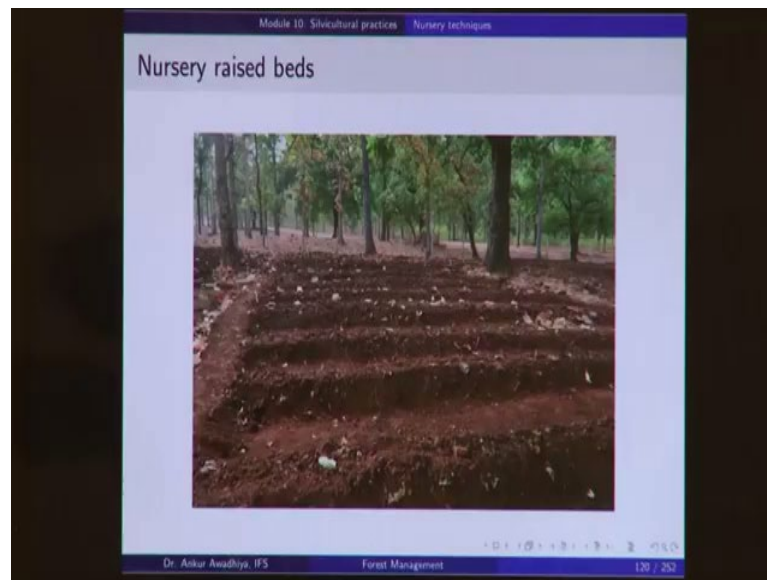 Module 10: Silvicultural practices Nursery techniques
Nursery raised beds
Dr. Ankur Awadhiya, IFS Forest Management 120 / 252